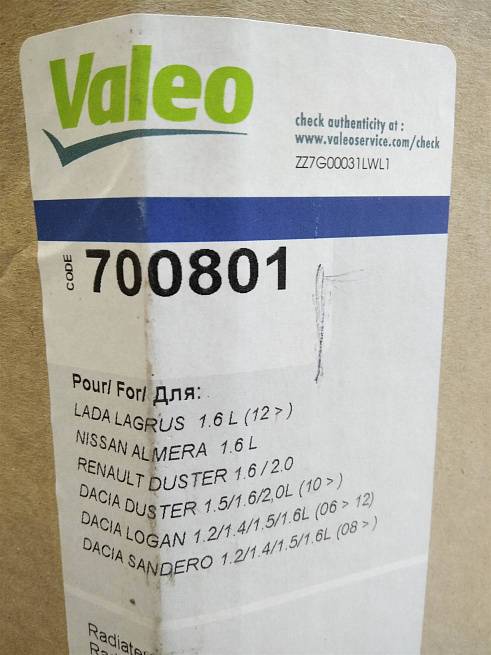 Valeo
check authenticity at :
www.valeoservice.com/check
ZZ7G00031LWL1
CODE 700801
Pour/ For/ Для:
LADA LAGRUS 1.6 L (12 > )
NISSAN ALMERA 1.6 L
RENAULT DUSTER 1.6 / 2.0
DACIA DUSTER 1.5/1.6/2,0L (10 > )
DACIA LOGAN 1.2/1.4/1.5/1.6L (06 > 12)
DACIA SANDERO 1.2/1.4/1.5/1.6L (08 > )